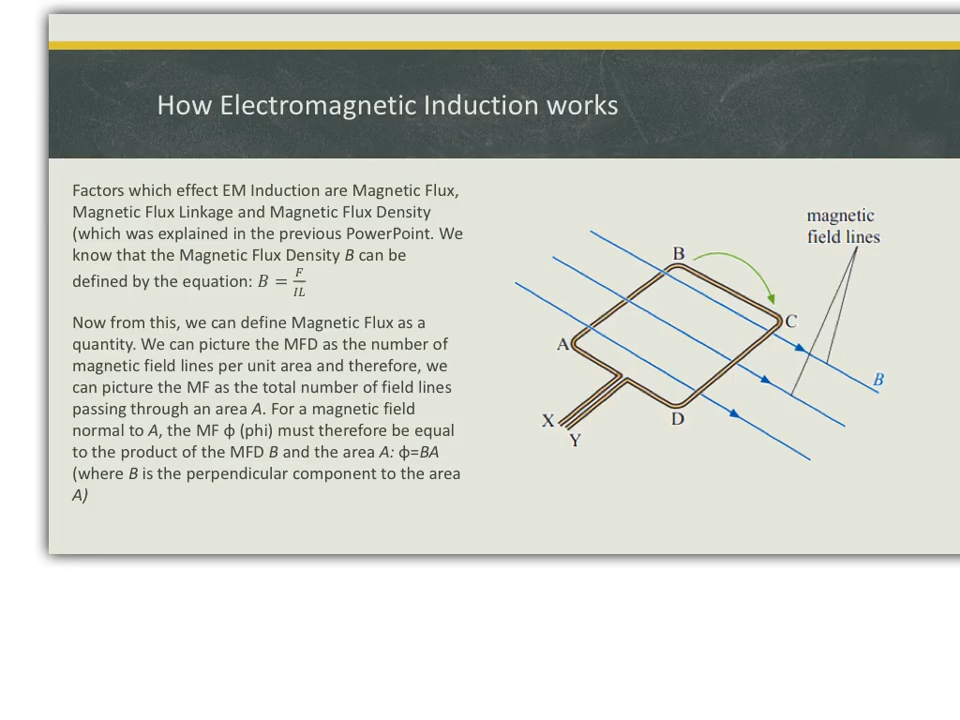 How Electromagnetic Induction works
Factors which effect EM Induction are Magnetic Flux,
Magnetic Flux Linkage and Magnetic Flux Density
(which was explained in the previous PowerPoint. We
know that the Magnetic Flux Density B can be
defined by the equation: B = F/IL
Now from this, we can define Magnetic Flux as a
quantity. We can picture the MFD as the number of
magnetic field lines per unit area and therefore, we
can picture the MF as the total number of field lines
passing through an area A. For a magnetic field
normal to A, the MF ϕ (phi) must therefore be equal
to the product of the MFD B and the area A: ϕ=BA
(where B is the perpendicular component to the area
A)
magnetic
field lines
B
C
A
B
X
D
Y